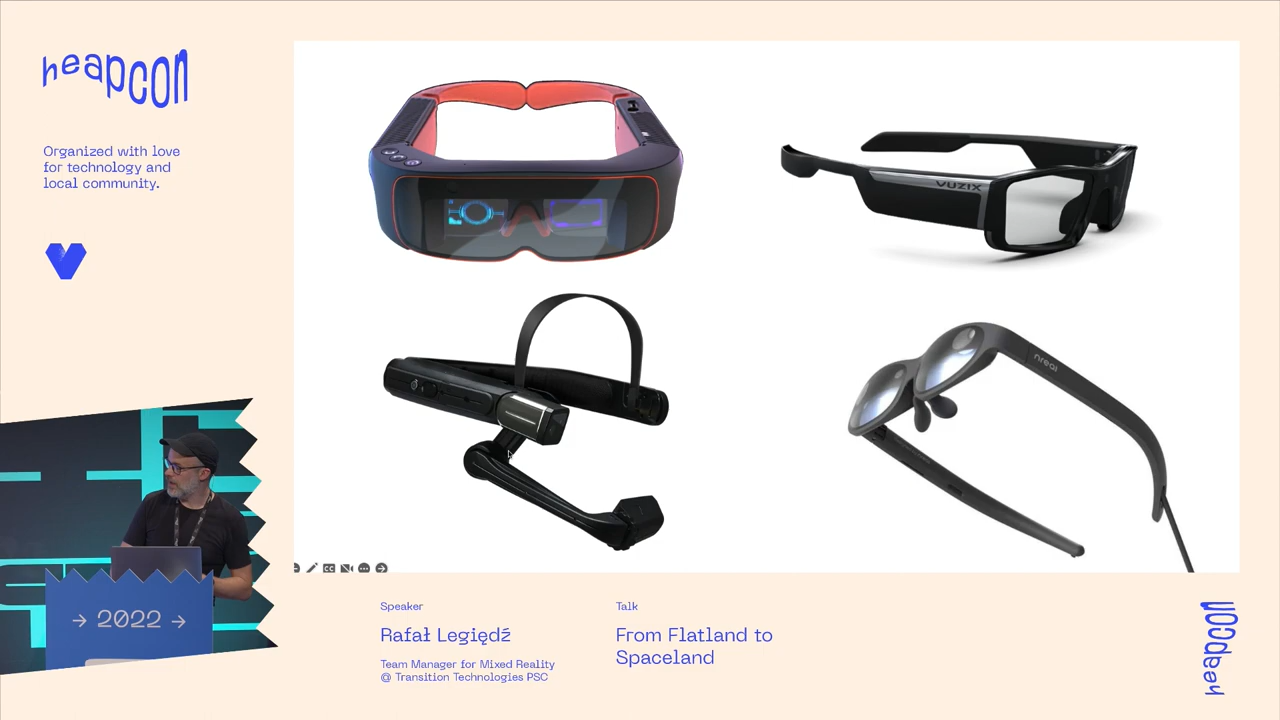 heapcon
Organized with love
for technology and
local community.
VUZIX
nreal
CC
→ 2022 →
Speaker
Rafał Legiędź
Team Manager for Mixed Reality
@ Transition Technologies PSC
Talk
From Flatland to
Spaceland
heapcon